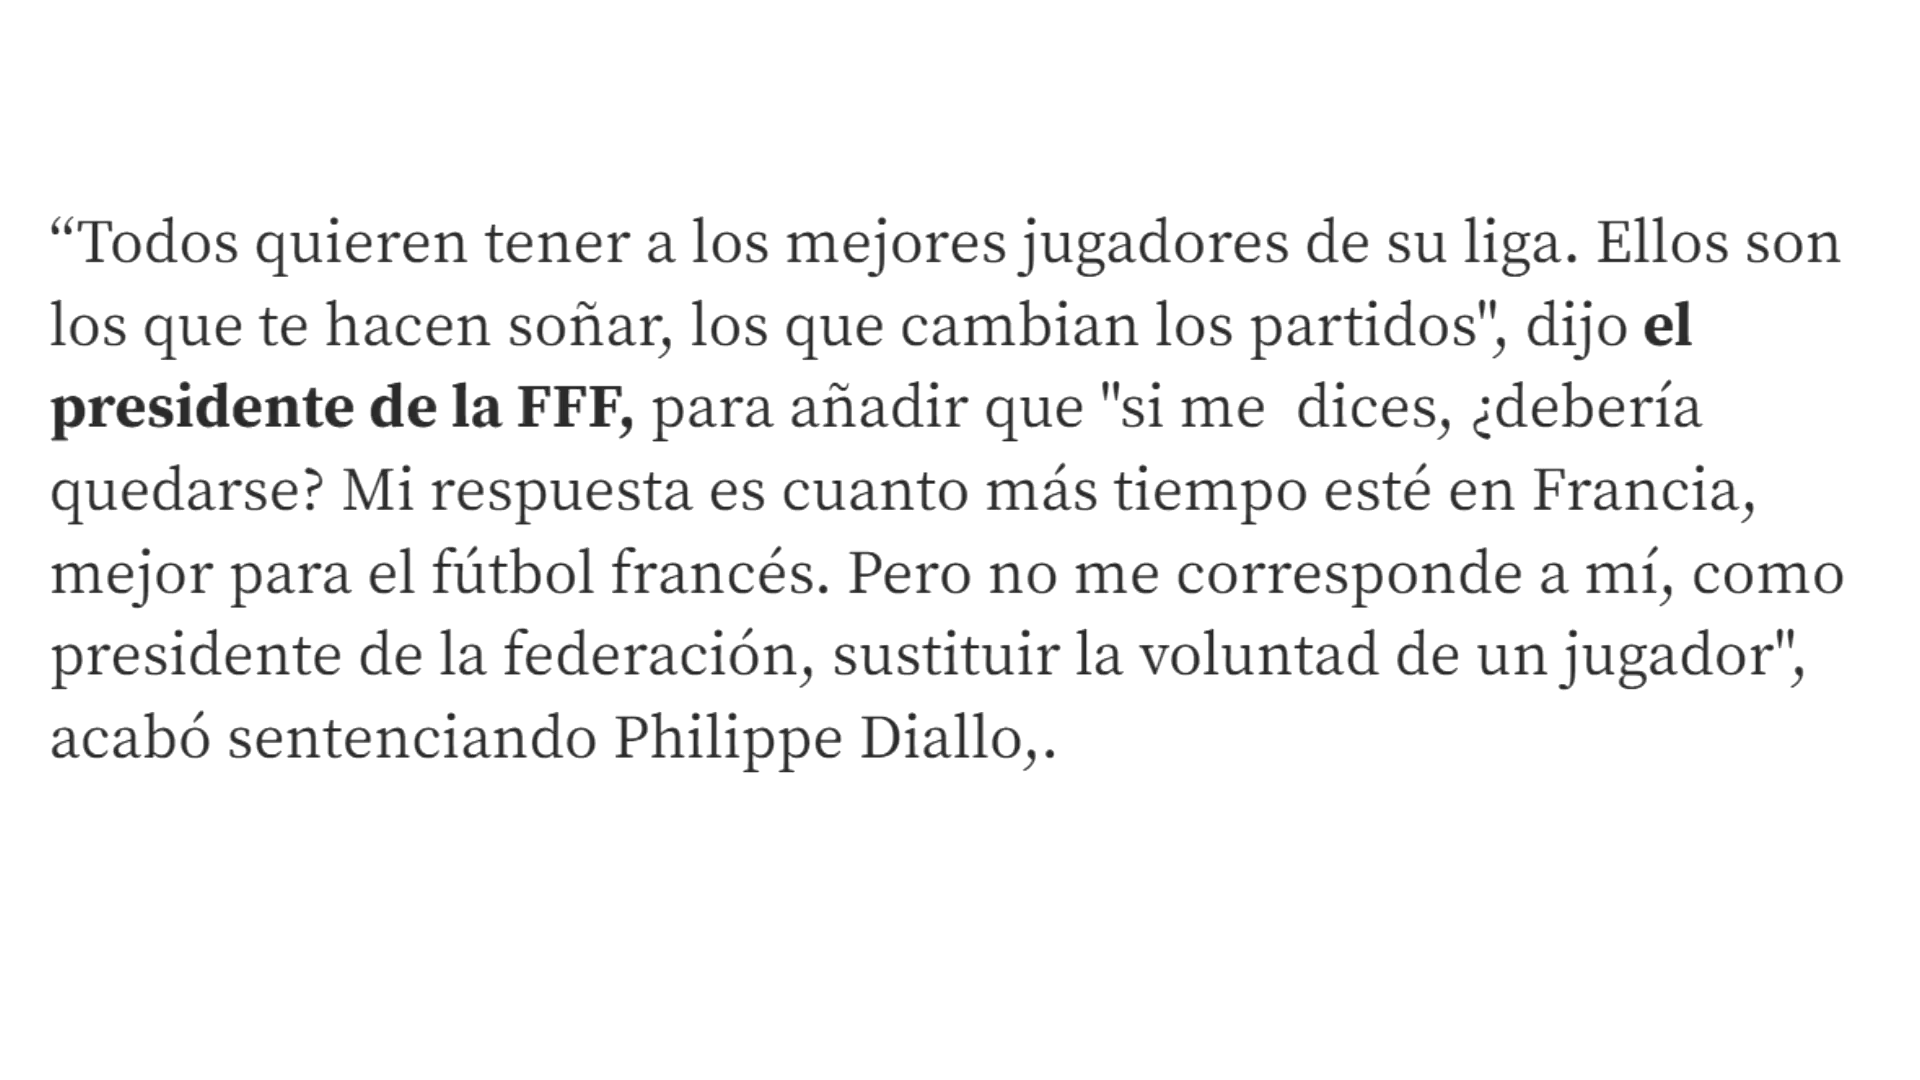 “Todos quieren tener a los mejores jugadores de su liga. Ellos son
los que te hacen soñar, los que cambian los partidos", dijo el
presidente de la FFF, para añadir que "si me  dices, ¿debería
quedarse? Mi respuesta es cuanto más tiempo esté en Francia,
mejor para el fútbol francés. Pero no me corresponde a mí, como
presidente de la federación, sustituir la voluntad de un jugador",
acabó sentenciando Philippe Diallo,.